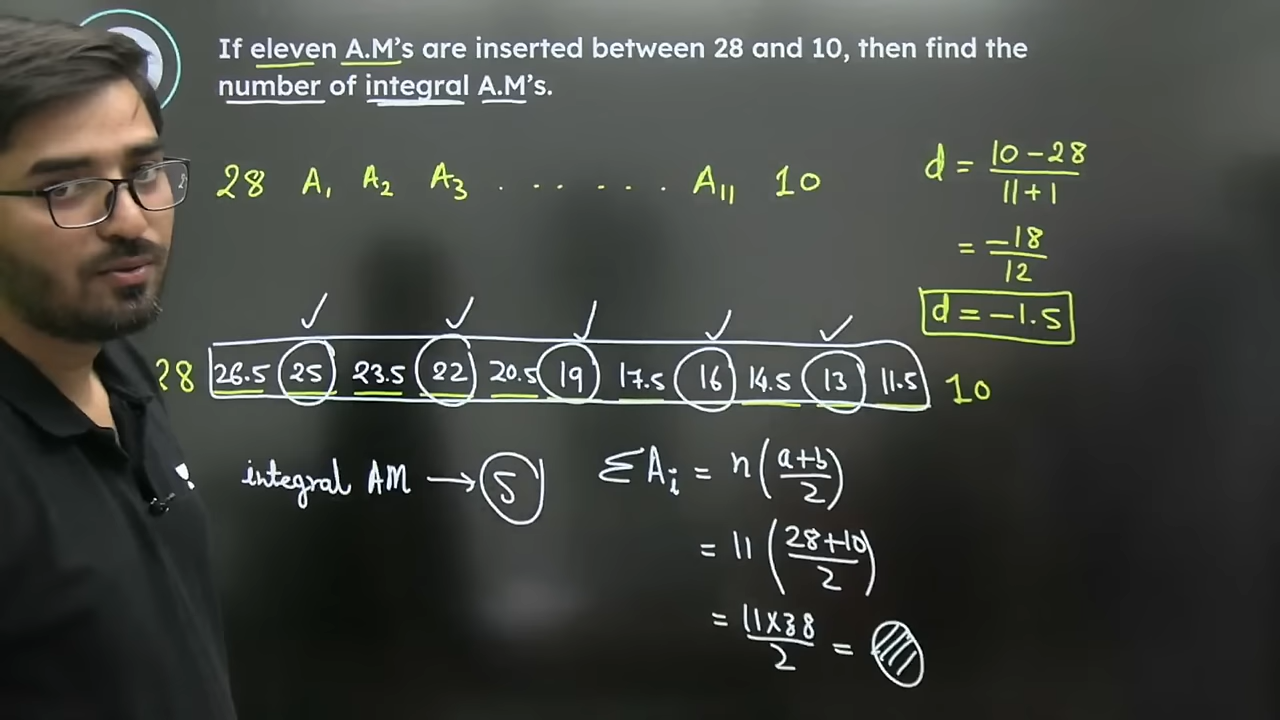 If eleven A.M's are inserted between 28 and 10, then find the
number of integral A.M's.
28 A₁ A₂ A₃ . . . . . . . . A₁₁ 10
d = (10-28)/(11+1)
= -18/12
d = -1.5
✓ ✓ ✓ ✓ ✓
28 26.5 25 23.5 22 20.5 19 17.5 16 14.5 13 11.5 10
integral AM → 5
ΣAᵢ = n((a+b)/2)
= 11((28+10)/2)
= (11×38)/2 =